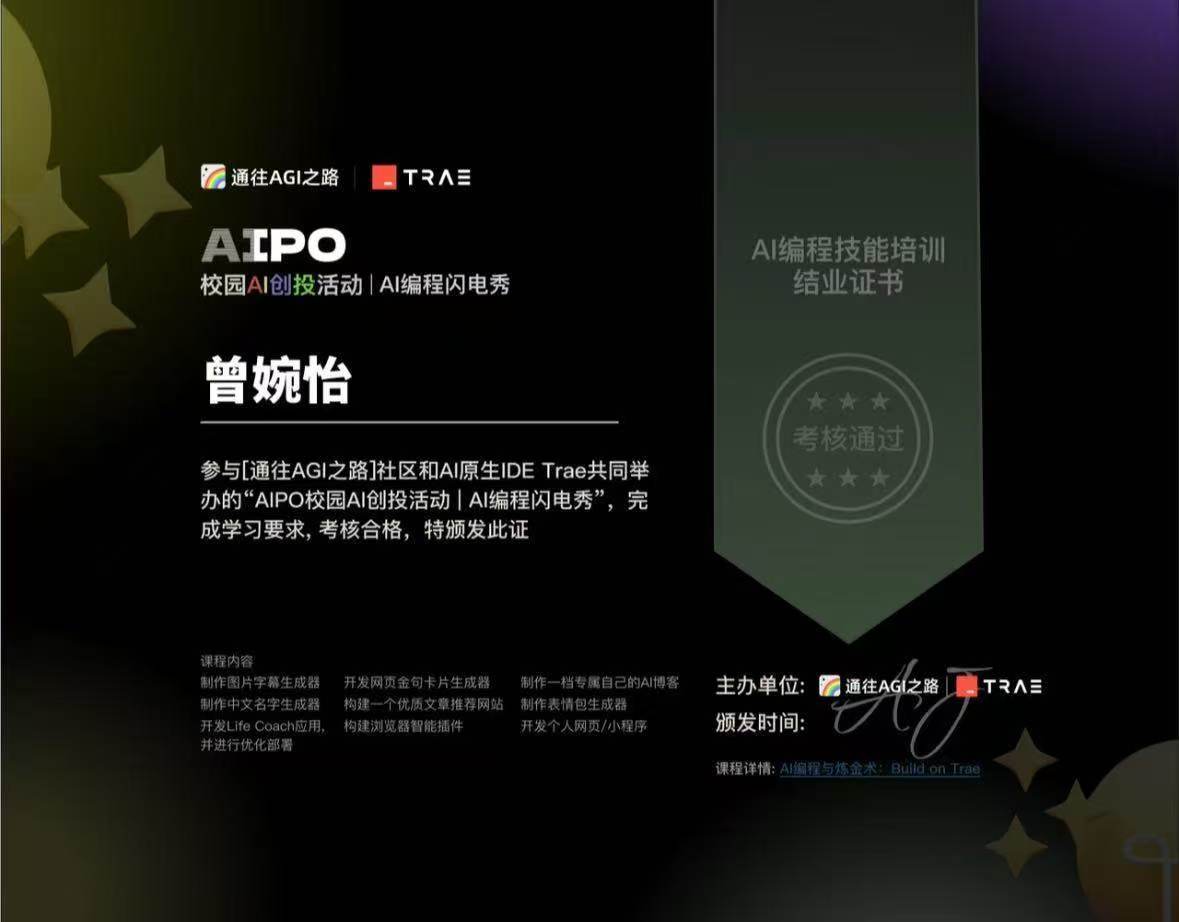 通往AGI之路 | TRAE
AIPO
校园AI创投活动 | AI编程闪电秀
曾婉怡
参与[通往AGI之路]社区和AI原生IDE Trae共同举
办的“AIPO校园AI创投活动 | AI编程闪电秀”，完
成学习要求, 考核合格，特颁发此证
AI编程技能培训
结业证书
★ ★ ★
考核通过
★ ★ ★
课程内容
制作图片字幕生成器 开发网页金句卡片生成器 制作一档专属自己的AI博客
制作中文名字生成器 构建一个优质文章推荐网站 制作表情包生成器
开发Life Coach应用, 构建浏览器智能插件 开发个人网页/小程序
并进行优化部署
主办单位: 通往AGI之路 | TRAE
颁发时间:
课程详情: AI编程与炼金术：Build on Trae